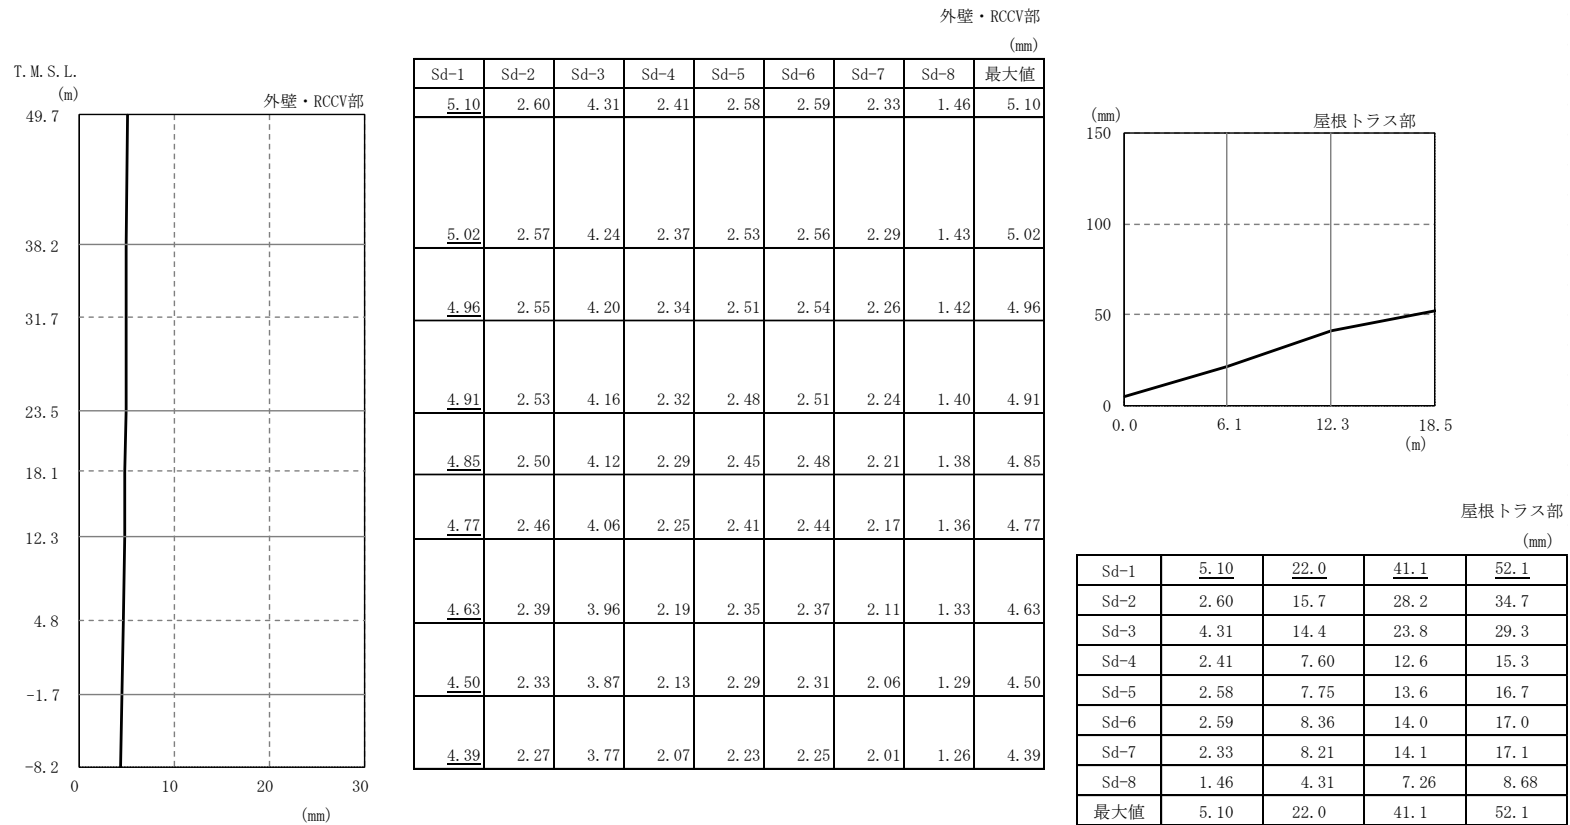 外壁・RCCV部
(mm)
T.M.S.L.
(m)
外壁・RCCV部
49.7
38.2
31.7
23.5
18.1
12.3
4.8
-1.7
-8.2
0 10 20 30
(mm)
Sd-1 Sd-2 Sd-3 Sd-4 Sd-5 Sd-6 Sd-7 Sd-8 最大値
5.10 2.60 4.31 2.41 2.58 2.59 2.33 1.46 5.10
5.02 2.57 4.24 2.37 2.53 2.56 2.29 1.43 5.02
4.96 2.55 4.20 2.34 2.51 2.54 2.26 1.42 4.96
4.91 2.53 4.16 2.32 2.48 2.51 2.24 1.40 4.91
4.85 2.50 4.12 2.29 2.45 2.48 2.21 1.38 4.85
4.77 2.46 4.06 2.25 2.41 2.44 2.17 1.36 4.77
4.63 2.39 3.96 2.19 2.35 2.37 2.11 1.33 4.63
4.50 2.33 3.87 2.13 2.29 2.31 2.06 1.29 4.50
4.39 2.27 3.77 2.07 2.23 2.25 2.01 1.26 4.39
(mm)
屋根トラス部
150
100
50
0
0.0 6.1 12.3 18.5
(m)
屋根トラス部
(mm)
Sd-1 5.10 22.0 41.1 52.1
Sd-2 2.60 15.7 28.2 34.7
Sd-3 4.31 14.4 23.8 29.3
Sd-4 2.41 7.60 12.6 15.3
Sd-5 2.58 7.75 13.6 16.7
Sd-6 2.59 8.36 14.0 17.0
Sd-7 2.33 8.21 14.1 17.1
Sd-8 1.46 4.31 7.26 8.68
最大値 5.10 22.0 41.1 52.1